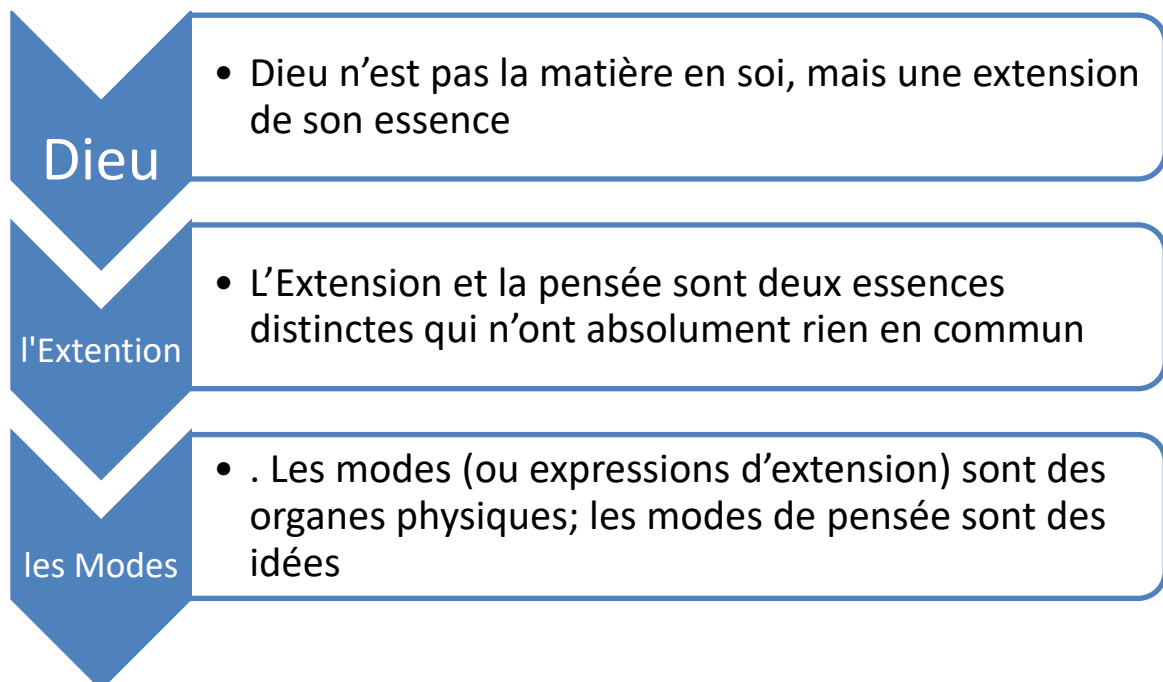 Dieu
• Dieu n’est pas la matière en soi, mais une extension
de son essence
l'Extention
• L’Extension et la pensée sont deux essences
distinctes qui n’ont absolument rien en commun
les Modes
• . Les modes (ou expressions d’extension) sont des
organes physiques; les modes de pensée sont des
idées